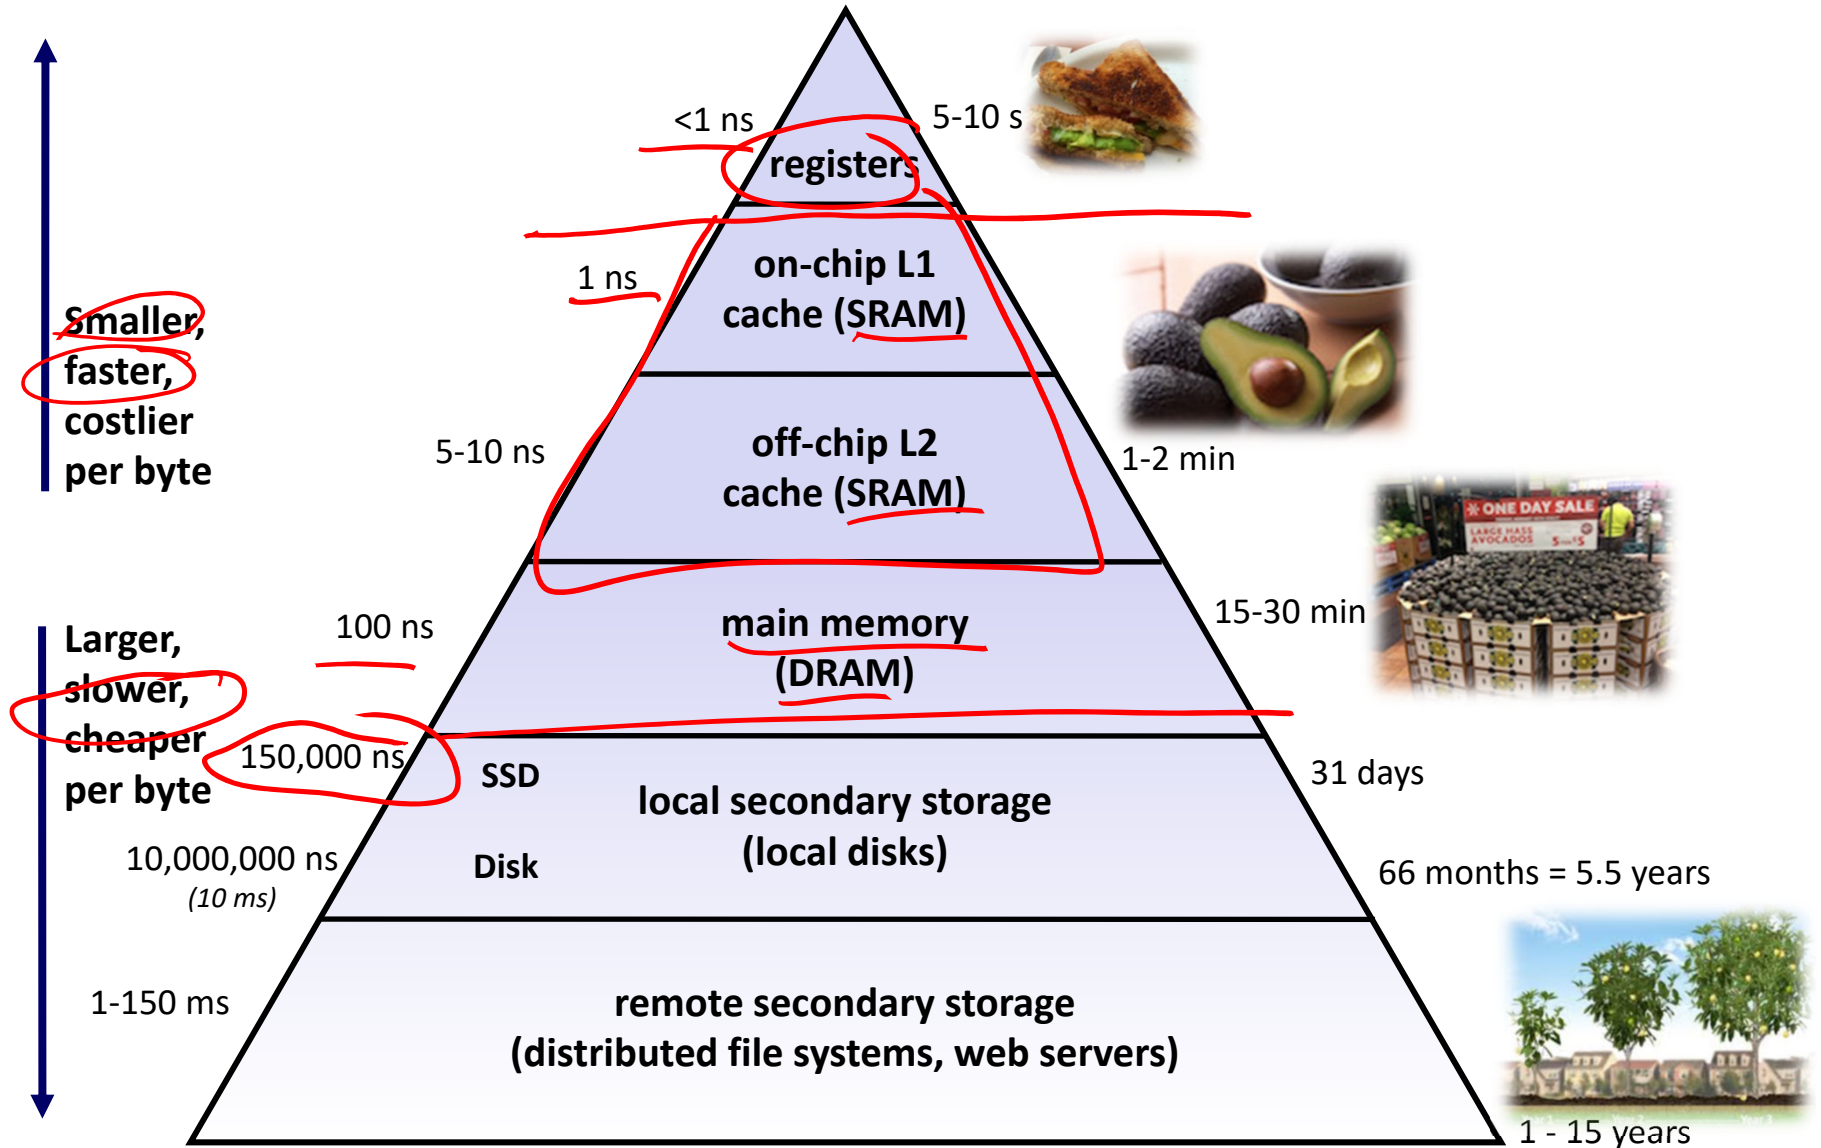 <1 ns
5-10 s
registers
on-chip L1
cache (SRAM)
1 ns
Smaller,
faster,
costlier
per byte
off-chip L2
cache (SRAM)
5-10 ns
1-2 min
ONE DAY SALE
LARGE HASS
AVOCADOS
main memory
(DRAM)
100 ns
15-30 min
Larger,
slower,
cheaper
per byte
150,000 ns
SSD
local secondary storage
(local disks)
31 days
10,000,000 ns
(10 ms)
Disk
66 months = 5.5 years
1-150 ms
remote secondary storage
(distributed file systems, web servers)
1 - 15 years